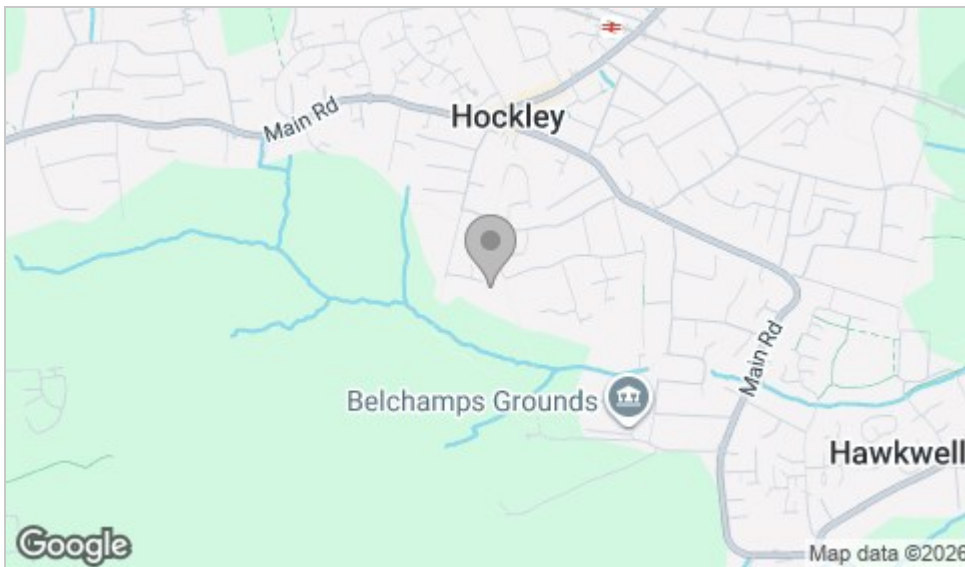 Main Rd
Hockley
Main Rd
Belchamps Grounds
Hawkwell
Google
Map data ©2026